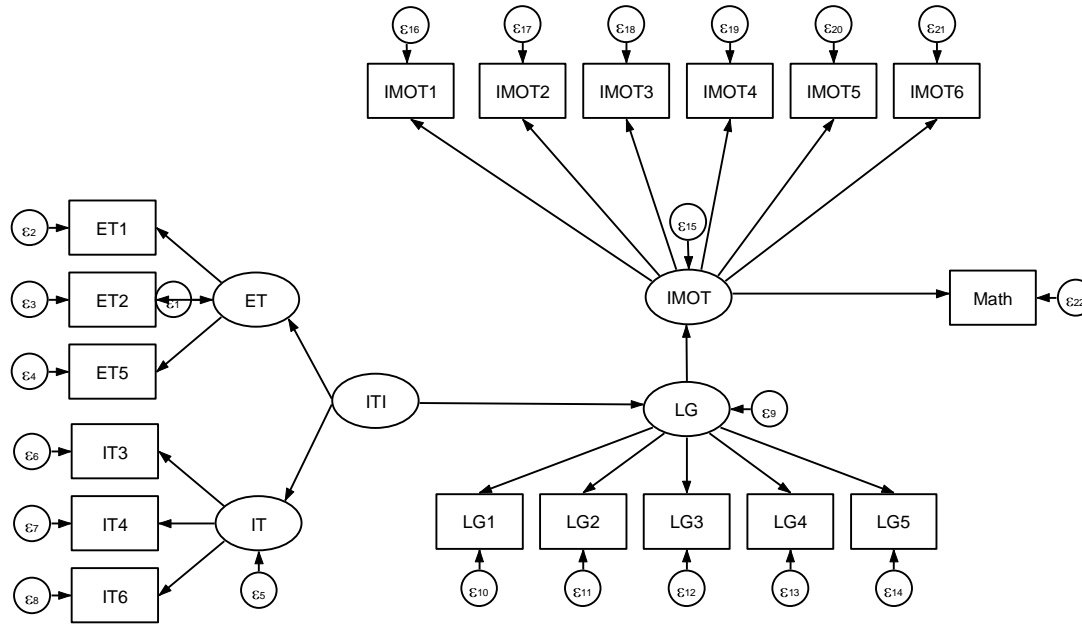 ε16 ε17 ε18 ε19 ε20 ε21
IMOT1 IMOT2 IMOT3 IMOT4 IMOT5 IMOT6
ε2 ET1
ε15
ε3 ET2 ε1 ET IMOT Math ε22
ε4 ET5
ITI LG ε9
ε6 IT3
ε7 IT4 IT LG1 LG2 LG3 LG4 LG5
ε8 IT6 ε5 ε10 ε11 ε12 ε13 ε14